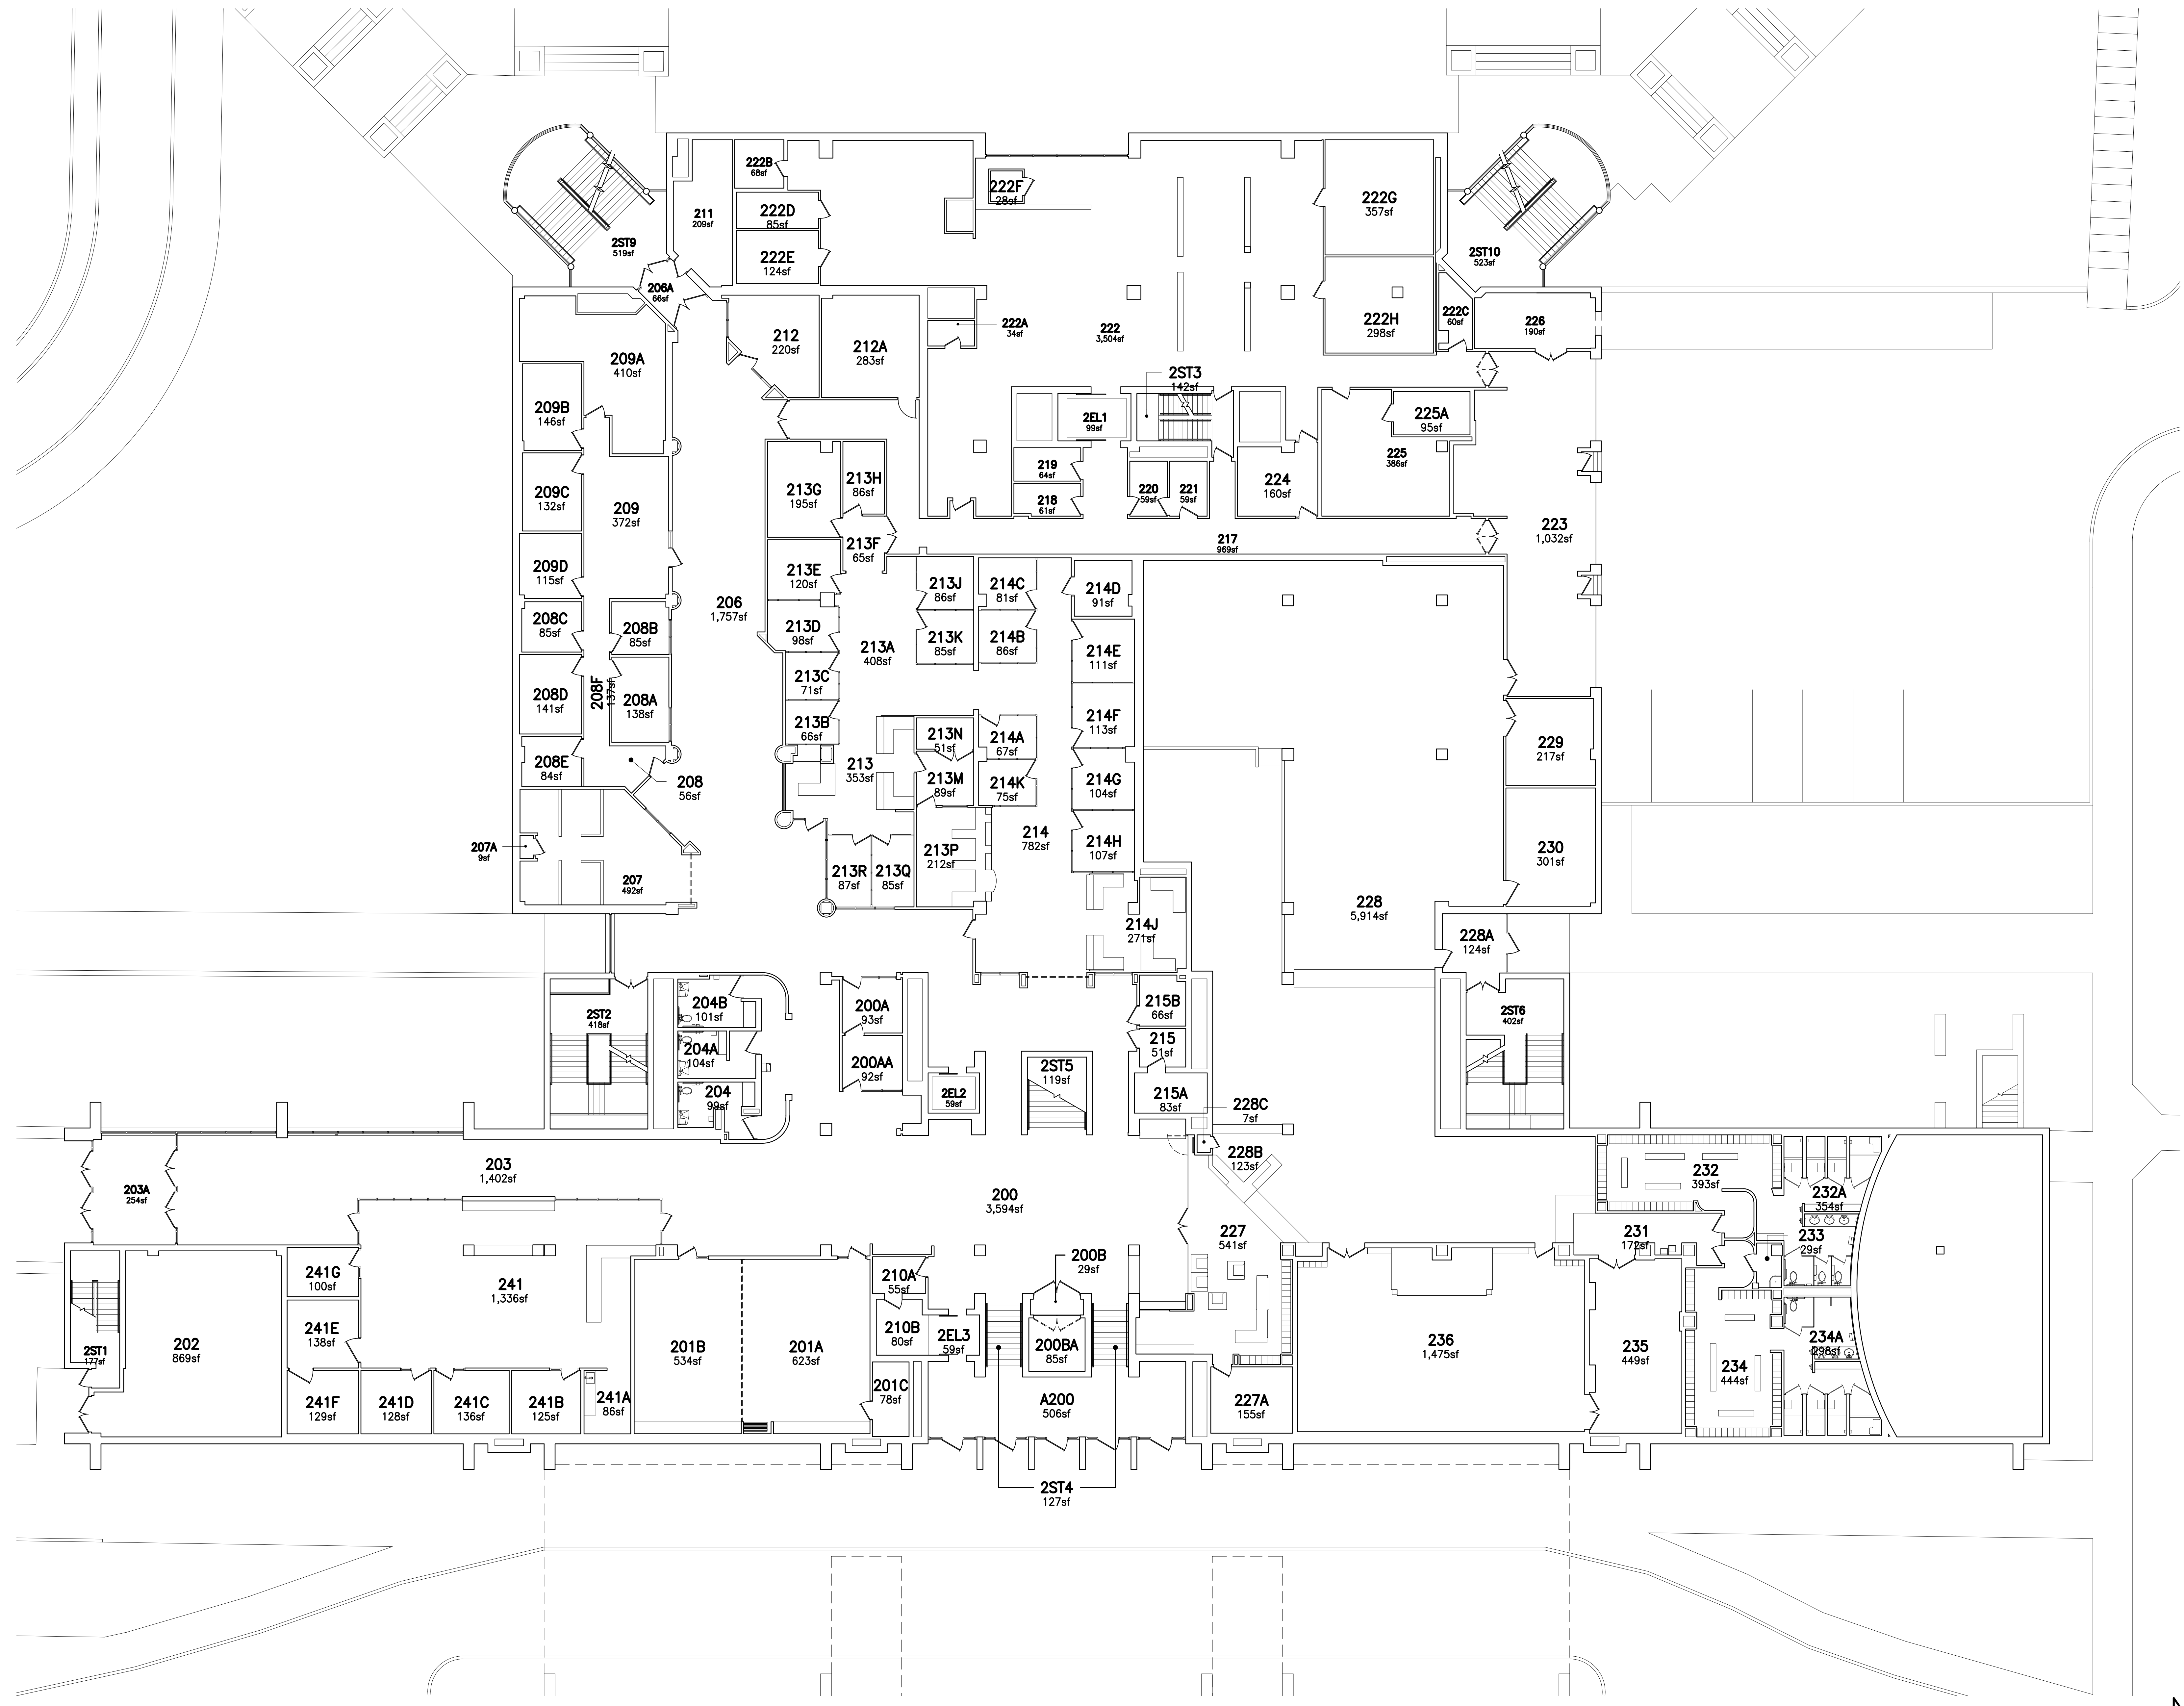 222B
68sf
222F
28sf
222G
357sf
211
209sf
222D
85sf
2ST9
519sf
222E
124sf
2ST10
523sf
206A
66sf
222A
34sf
222
3,504sf
222H
298sf
222C
60sf
226
190sf
212
220sf
212A
283sf
209A
410sf
2ST3
142sf
209B
146sf
2EL1
99sf
225A
95sf
225
386sf
219
64sf
213H
86sf
213G
195sf
209C
132sf
209
372sf
218
61sf
220
59sf
221
59sf
224
160sf
223
1,032sf
213F
65sf
217
969sf
209D
115sf
213E
120sf
213J
86sf
214C
81sf
214D
91sf
206
1,757sf
208C
85sf
208B
85sf
213D
98sf
213A
408sf
213K
85sf
214B
86sf
214E
111sf
213C
71sf
208D
141sf
208F
137sf
208A
138sf
213B
66sf
214F
113sf
213N
51sf
214A
67sf
229
217sf
208E
84sf
208
56sf
213
353sf
213M
89sf
214K
75sf
214G
104sf
207A
9sf
207
492sf
213R
87sf
213Q
85sf
213P
212sf
214
782sf
214H
107sf
230
301sf
228
5,914sf
214J
271sf
228A
124sf
204B
101sf
200A
93sf
215B
66sf
2ST2
418sf
2ST6
402sf
204A
104sf
200AA
92sf
215
51sf
2ST5
119sf
204
99sf
2EL2
59sf
215A
83sf
228C
7sf
228B
123sf
203
1,402sf
203A
254sf
200
3,594sf
232
393sf
232A
354sf
227
541sf
231
172sf
233
29sf
200B
29sf
241G
100sf
241
1,336sf
210A
55sf
241E
138sf
210B
80sf
2EL3
59sf
200BA
85sf
2ST1
177sf
202
869sf
201B
534sf
201A
623sf
236
1,475sf
235
449sf
234A
298sf
234
444sf
241F
129sf
241D
128sf
241C
136sf
241B
125sf
241A
86sf
201C
78sf
A200
506sf
227A
155sf
2ST4
127sf